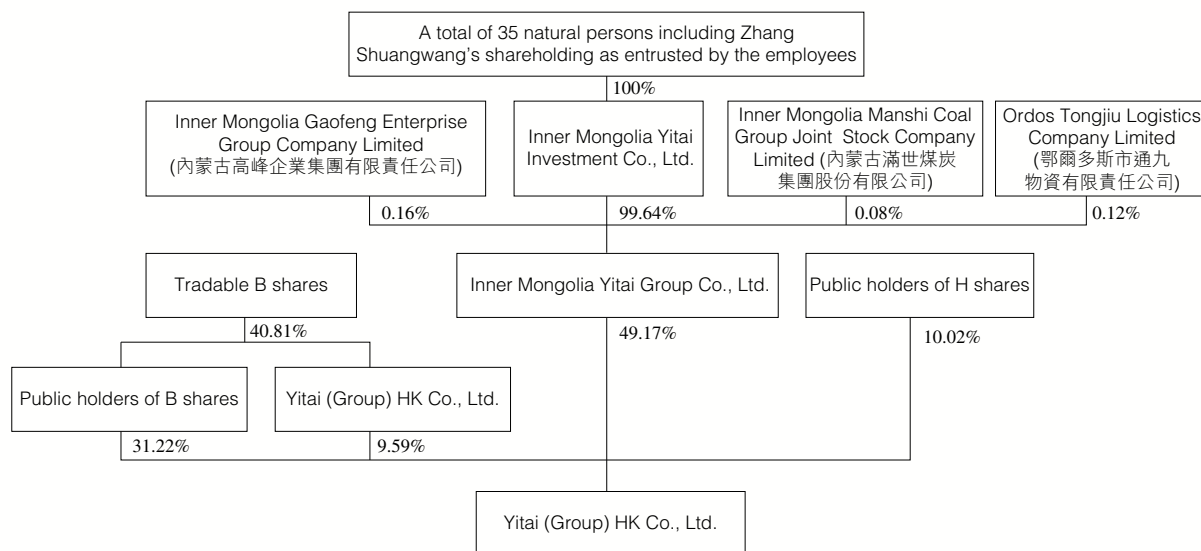 A total of 35 natural persons including Zhang
Shuangwang's shareholding as entrusted by the employees
100%
Inner Mongolia Gaofeng Enterprise
Group Company Limited
(內蒙古高峰企業集團有限責任公司)
Inner Mongolia Yitai
Investment Co., Ltd.
Inner Mongolia Manshi Coal
Group Joint Stock Company
Limited (內蒙古滿世煤炭
集團股份有限公司)
Ordos Tongjiu Logistics
Company Limited
(鄂爾多斯市通九
物資有限責任公司)
0.16%
99.64%
0.08%
0.12%
Tradable B shares
Inner Mongolia Yitai Group Co., Ltd.
Public holders of H shares
40.81%
49.17%
10.02%
Public holders of B shares
Yitai (Group) HK Co., Ltd.
31.22%
9.59%
Yitai (Group) HK Co., Ltd.